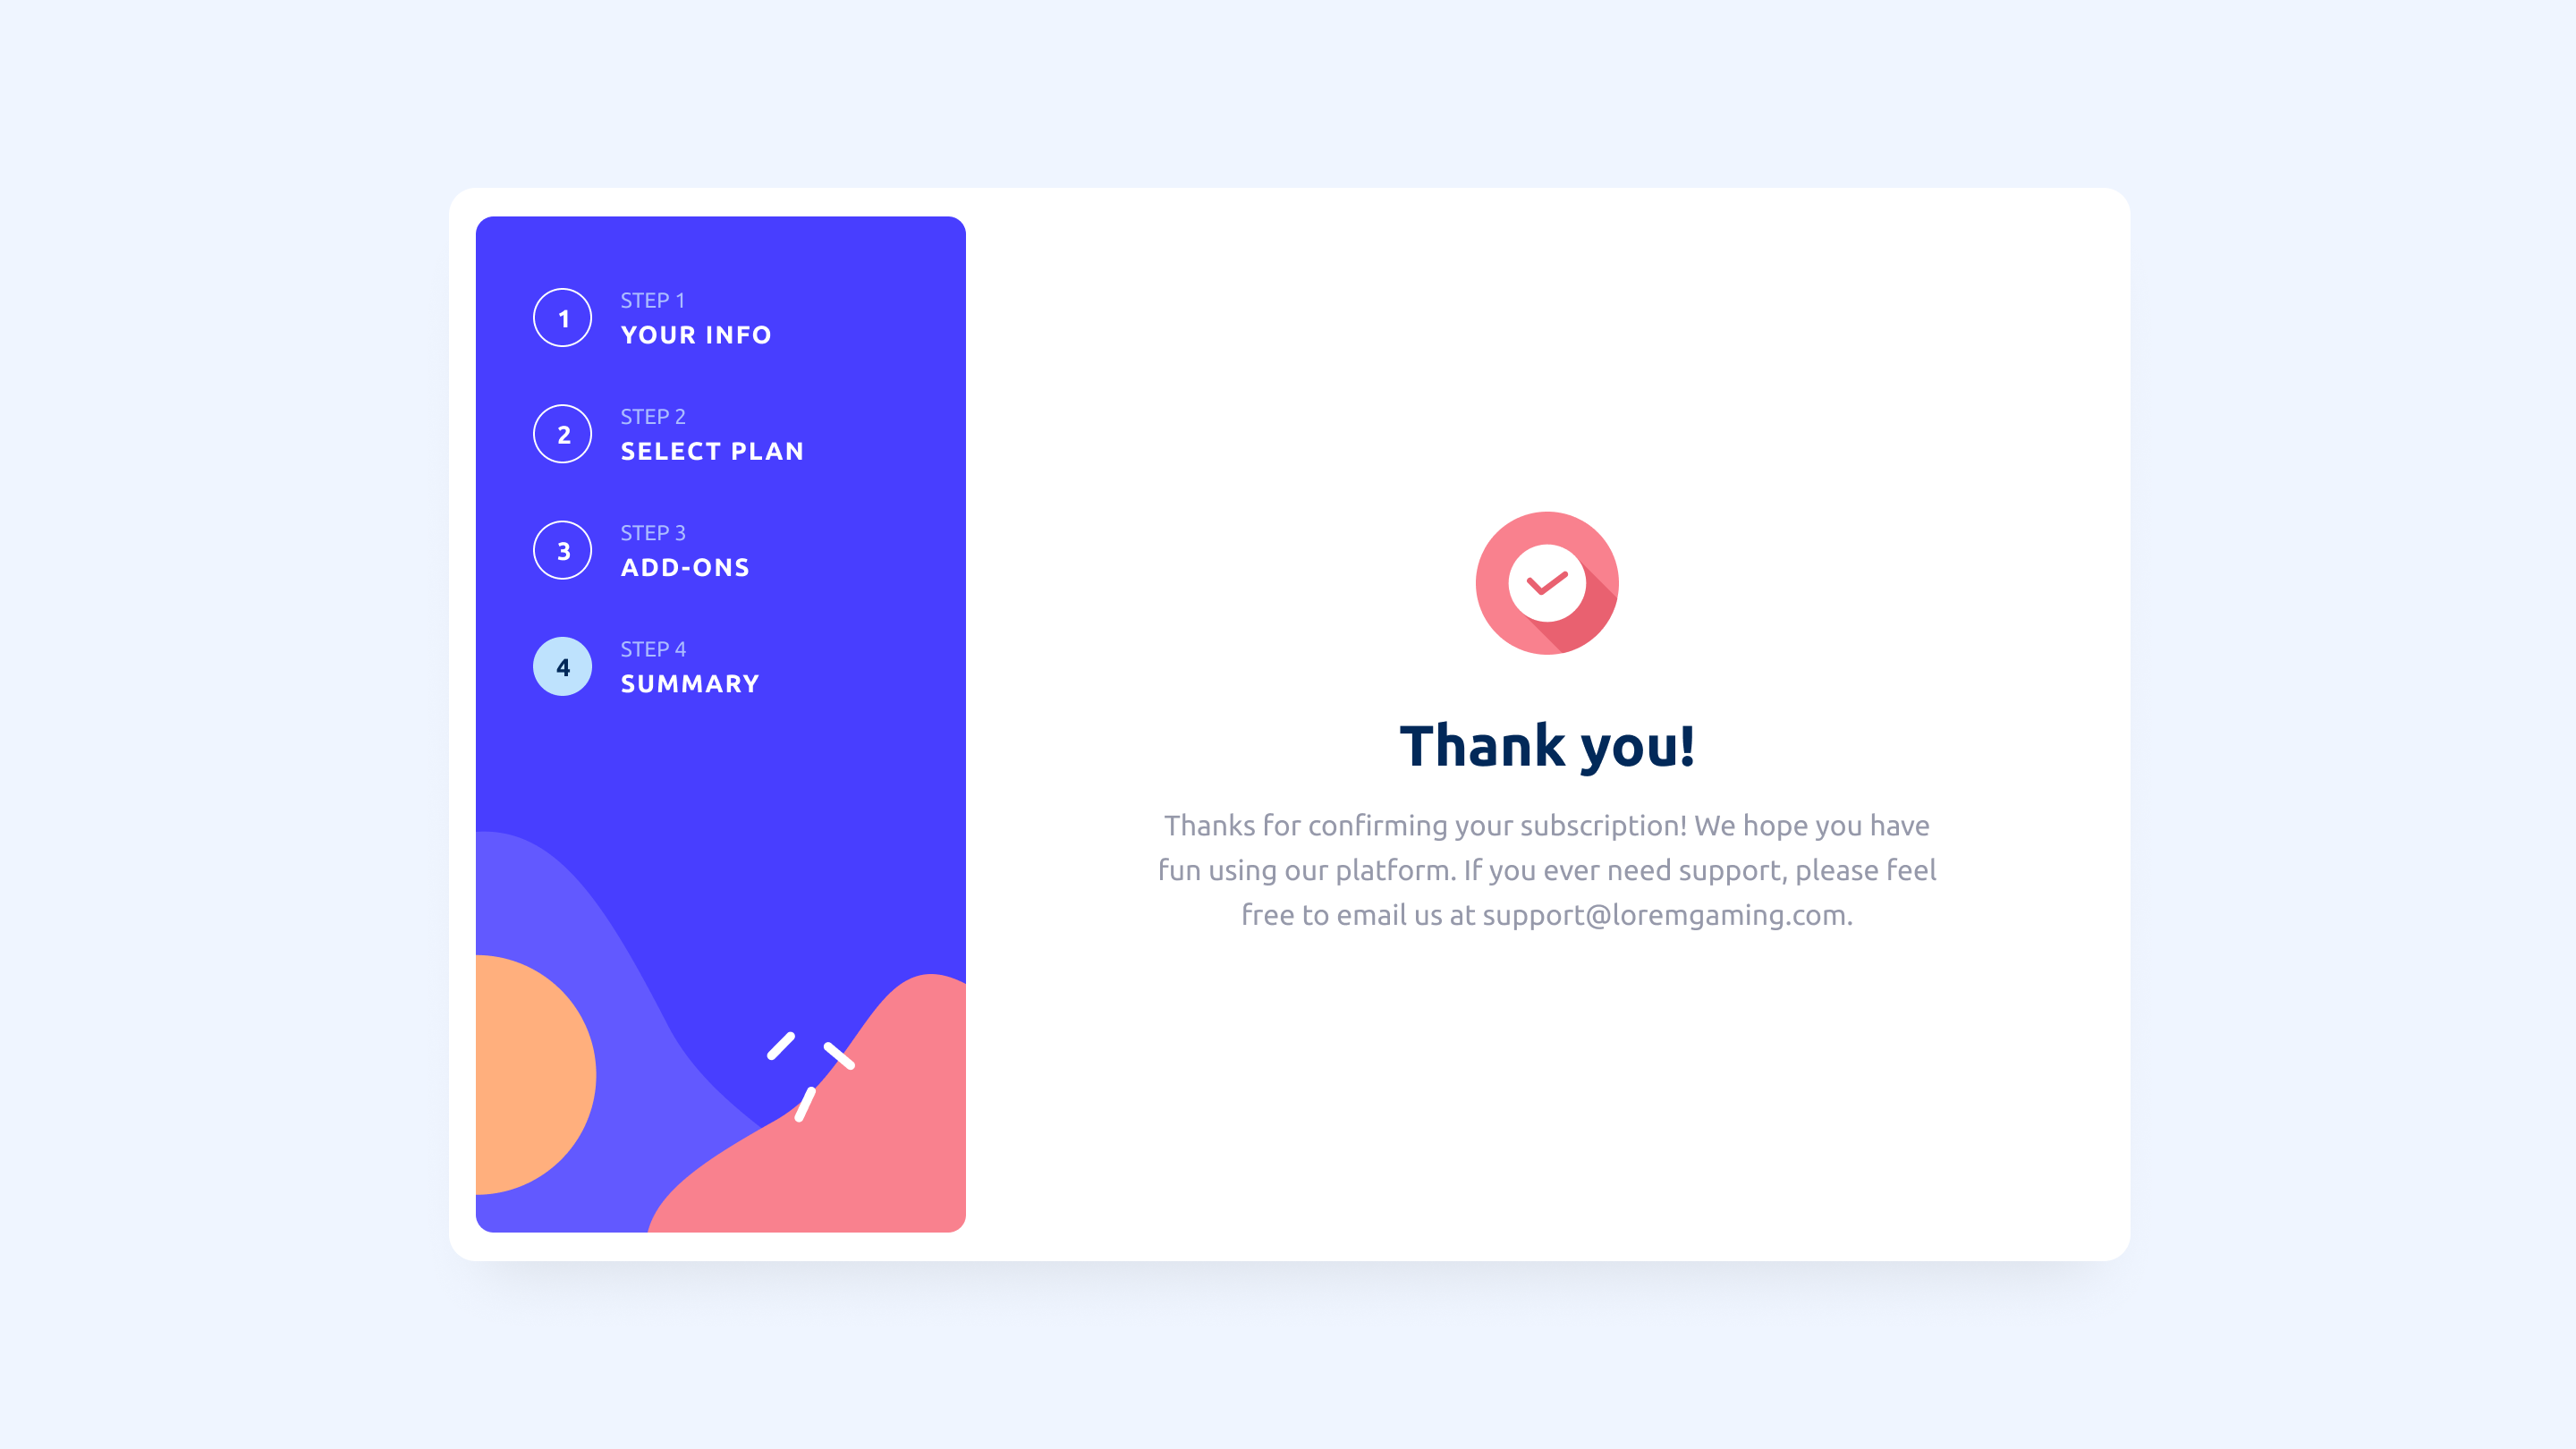 1
STEP 1
YOUR INFO
2
STEP 2
SELECT PLAN
3
STEP 3
ADD-ONS
4
STEP 4
SUMMARY
Thank you!
Thanks for confirming your subscription! We hope you have
fun using our platform. If you ever need support, please feel
free to email us at support@loremgaming.com.